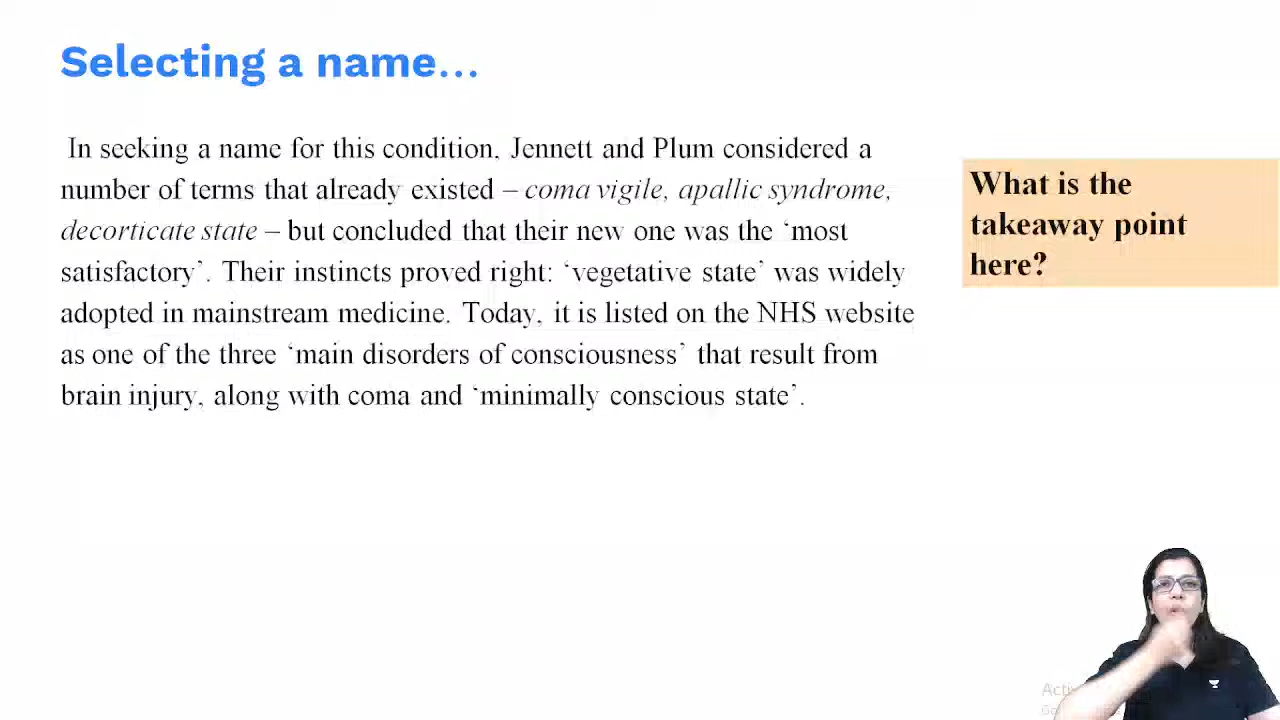 Selecting a name...
In seeking a name for this condition, Jennett and Plum considered a
number of terms that already existed – coma vigile, apallic syndrome,
decorticate state – but concluded that their new one was the ‘most
satisfactory’. Their instincts proved right: ‘vegetative state’ was widely
adopted in mainstream medicine. Today, it is listed on the NHS website
as one of the three ‘main disorders of consciousness’ that result from
brain injury, along with coma and ‘minimally conscious state’.
What is the
takeaway point
here?